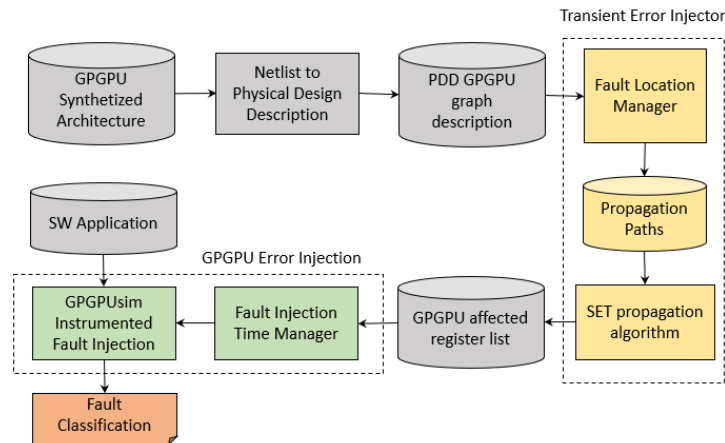 Transient Error Injector
GPGPU
Synthetized
Architecture
Netlist to
Physical Design
Description
PDD GPGPU
graph
description
Fault Location
Manager
Propagation
Paths
SW Application
GPGPU Error Injection
GPGPUsim
Instrumented
Fault Injection
Fault Injection
Time Manager
GPGPU affected
register list
SET propagation
algorithm
Fault
Classification